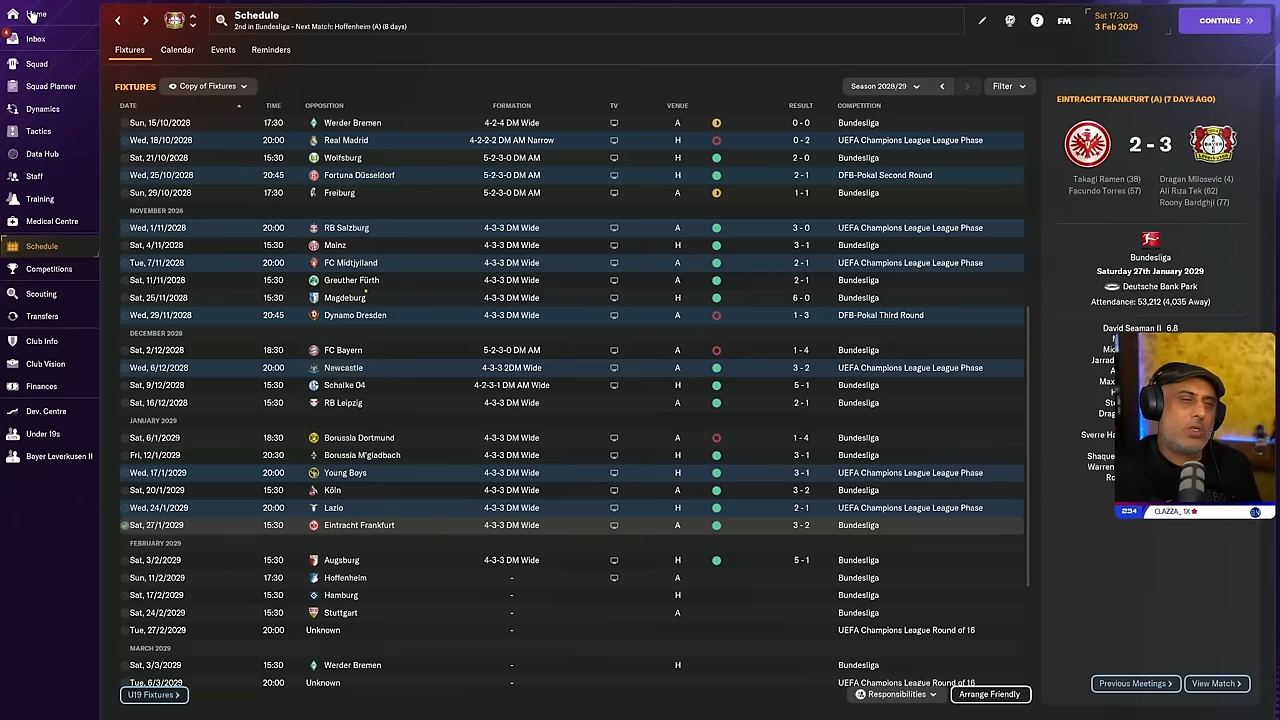 Home
4
Inbox
Squad
Squad Planner
Dynamics
Tactics
Data Hub
Staff
Training
Medical Centre
Schedule
Competitions
Scouting
Transfers
Club Info
Club Vision
Finances
Dev. Centre
Under 19s
Bayer Leverkusen II
Schedule
2nd in Bundesliga - Next Match: Hoffenheim (A) (8 days)
FM
Sat 17:30
3 Feb 2029
CONTINUE
Fixtures Calendar Events Reminders
FIXTURES Copy of Fixtures Season 2028/29 Filter
DATE TIME OPPOSITION FORMATION TV VENUE RESULT COMPETITION
Sun, 15/10/2028 17:30 Werder Bremen 4-2-4 DM Wide A 0 - 0 Bundesliga
Wed, 18/10/2028 20:00 Real Madrid 4-2-2-2 DM AM Narrow H 0 - 2 UEFA Champions League League Phase
Sat, 21/10/2028 15:30 Wolfsburg 5-2-3-0 DM AM H 2 - 0 Bundesliga
Wed, 25/10/2028 20:45 Fortuna Düsseldorf 5-2-3-0 DM AM H 2 - 1 DFB-Pokal Second Round
Sun, 29/10/2028 17:30 Freiburg 5-2-3-0 DM AM A 1 - 1 Bundesliga
NOVEMBER 2028
Wed, 1/11/2028 20:00 RB Salzburg 4-3-3 DM Wide A 3 - 0 UEFA Champions League League Phase
Sat, 4/11/2028 15:30 Mainz 4-3-3 DM Wide H 3 - 1 Bundesliga
Tue, 7/11/2028 20:00 FC Midtjylland 4-3-3 DM Wide A 2 - 1 UEFA Champions League League Phase
Sat, 11/11/2028 15:30 Greuther Fürth 4-3-3 DM Wide A 2 - 1 Bundesliga
Sat, 25/11/2028 15:30 Magdeburg 4-3-3 DM Wide H 6 - 0 Bundesliga
Wed, 29/11/2028 20:45 Dynamo Dresden 4-3-3 DM Wide A 1 - 3 DFB-Pokal Third Round
DECEMBER 2028
Sat, 2/12/2028 18:30 FC Bayern 5-2-3-0 DM AM A 1 - 4 Bundesliga
Wed, 6/12/2028 20:00 Newcastle 4-3-3 2DM Wide A 3 - 2 UEFA Champions League League Phase
Sat, 9/12/2028 15:30 Schalke 04 4-2-3-1 DM AM Wide H 5 - 1 Bundesliga
Sat, 16/12/2028 15:30 RB Leipzig 4-3-3 DM Wide A 2 - 1 Bundesliga
JANUARY 2029
Sat, 6/1/2029 18:30 Borussia Dortmund 4-3-3 DM Wide A 1 - 4 Bundesliga
Fri, 12/1/2029 20:30 Borussia M'gladbach 4-3-3 DM Wide H 3 - 1 Bundesliga
Wed, 17/1/2029 20:00 Young Boys 4-3-3 DM Wide H 3 - 1 UEFA Champions League League Phase
Sat, 20/1/2029 15:30 Köln 4-3-3 DM Wide A 3 - 2 Bundesliga
Wed, 24/1/2029 20:00 Lazio 4-3-3 DM Wide H 2 - 1 UEFA Champions League League Phase
Sat, 27/1/2029 15:30 Eintracht Frankfurt 4-3-3 DM Wide A 3 - 2 Bundesliga
FEBRUARY 2029
Sat, 3/2/2029 15:30 Augsburg 4-3-3 DM Wide H 5 - 1 Bundesliga
Sun, 11/2/2029 17:30 Hoffenheim - A Bundesliga
Sat, 17/2/2029 15:30 Hamburg - H Bundesliga
Sat, 24/2/2029 15:30 Stuttgart - A Bundesliga
Tue, 27/2/2029 20:00 Unknown - UEFA Champions League Round of 16
MARCH 2029
Sat, 3/3/2029 15:30 Werder Bremen - H Bundesliga
Tue, 6/3/2029 20:00 Unknown - UEFA Champions League Round of 16
U19 Fixtures Responsibilities Arrange Friendly
EINTRACHT FRANKFURT (A) (7 DAYS AGO)
2 - 3
Takagi Ramen (38) Dragan Milosevic (4)
Facundo Torres (57) Ali Rıza Tek (62)
Roony Bardghji (77)
Bundesliga
Saturday 27th January 2029
Deutsche Bank Park
Attendance: 53,212 (4,035 Away)
David Seaman II 6.8
Mic
Jarrad
A
Max
H
Ste
Drag
Sverre Ha
Shaque
Warren
Ro
2:34 CLAZZA_ 1X
Previous Meetings View Match